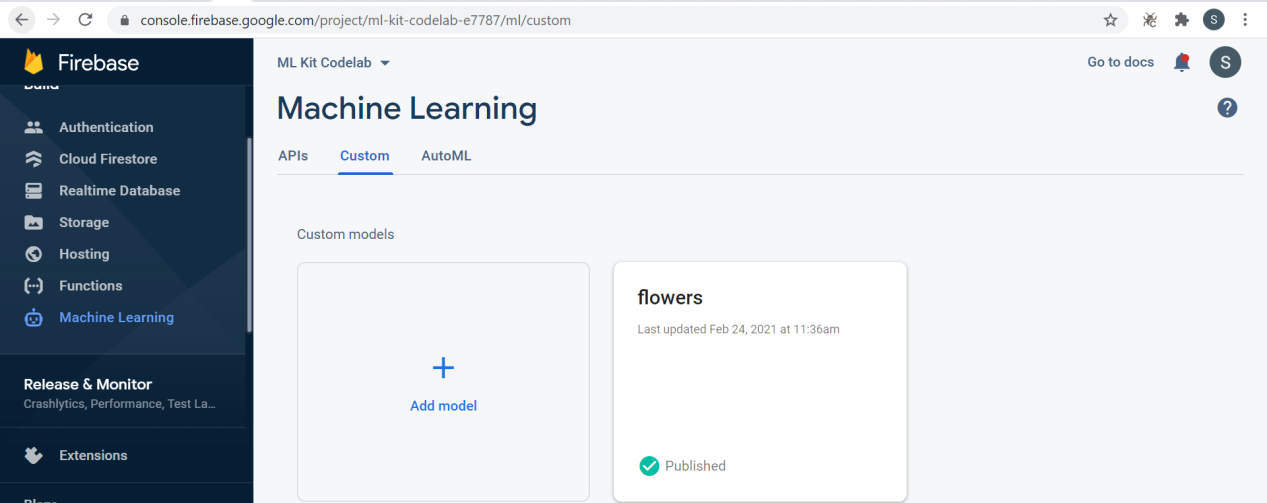 console.firebase.google.com/project/ml-kit-codelab-e7787/ml/custom
S
Firebase
Build
Authentication
Cloud Firestore
Realtime Database
Storage
Hosting
Functions
Machine Learning
Release & Monitor
Crashlytics, Performance, Test La...
Extensions
ML Kit Codelab
Go to docs
S
Machine Learning
?
APIs Custom AutoML
Custom models
+
Add model
flowers
Last updated Feb 24, 2021 at 11:36am
Published